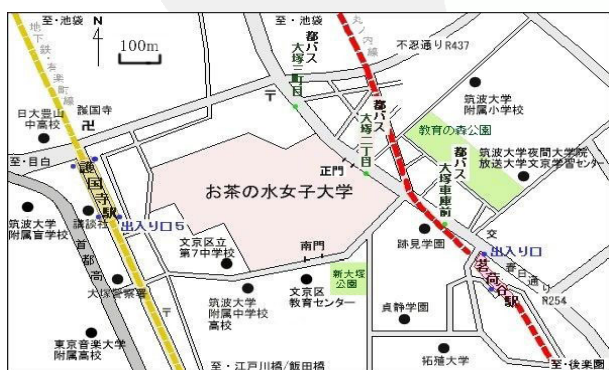 至・池袋
至・池袋
N
100m
地下鉄・有楽町線
丸ノ内線
都バス
大塚三町目
不忍通り R437
筑波大学
附属小学校
日大豊山
中高校
護国寺
卍
〒
都バス
大塚二丁目
教育の森公園
都バス
大塚車庫前
筑波大学夜間大学院
放送大学文京学習センター
至・目白
正門
お茶の水女子大学
護国寺駅
講談社
出入り口5
筑波大学
附属盲学校
首都高
文京区立
第7中学校
南門
跡見学園
交
出入り口
春日通り
R254
茗荷谷駅
大塚警察署
〒
筑波大学
附属中学校
高校
文京区
教育センター
新大塚
公園
貞静学園
拓殖大学
東京音楽大学
附属高校
至・江戸川橋/飯田橋
至・後楽園